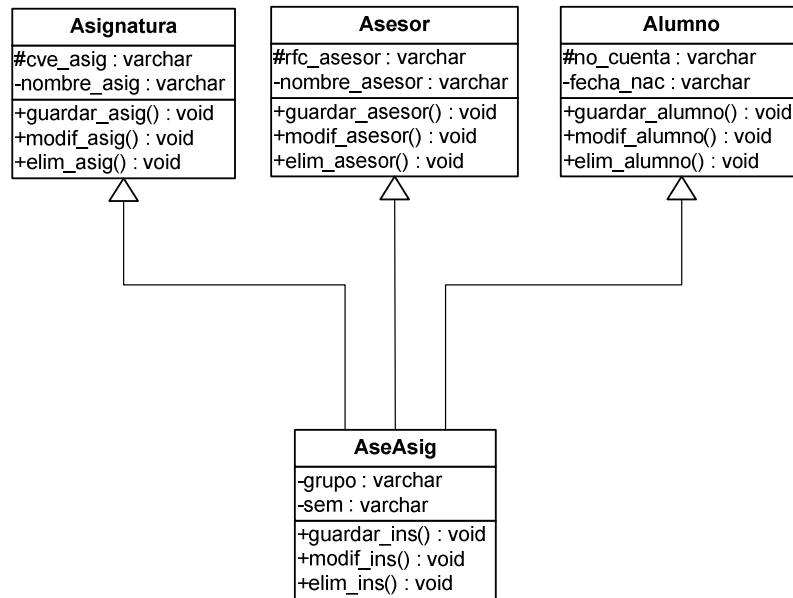 Asignatura
#cve_asig : varchar
-nombre_asig : varchar
+guardar_asig() : void
+modif_asig() : void
+elim_asig() : void
Asesor
#rfc_asesor : varchar
-nombre_asesor : varchar
+guardar_asesor() : void
+modif_asesor() : void
+elim_asesor() : void
Alumno
#no_cuenta : varchar
-fecha_nac : varchar
+guardar_alumno() : void
+modif_alumno() : void
+elim_alumno() : void
AseAsig
-grupo : varchar
-sem : varchar
+guardar_ins() : void
+modif_ins() : void
+elim_ins() : void